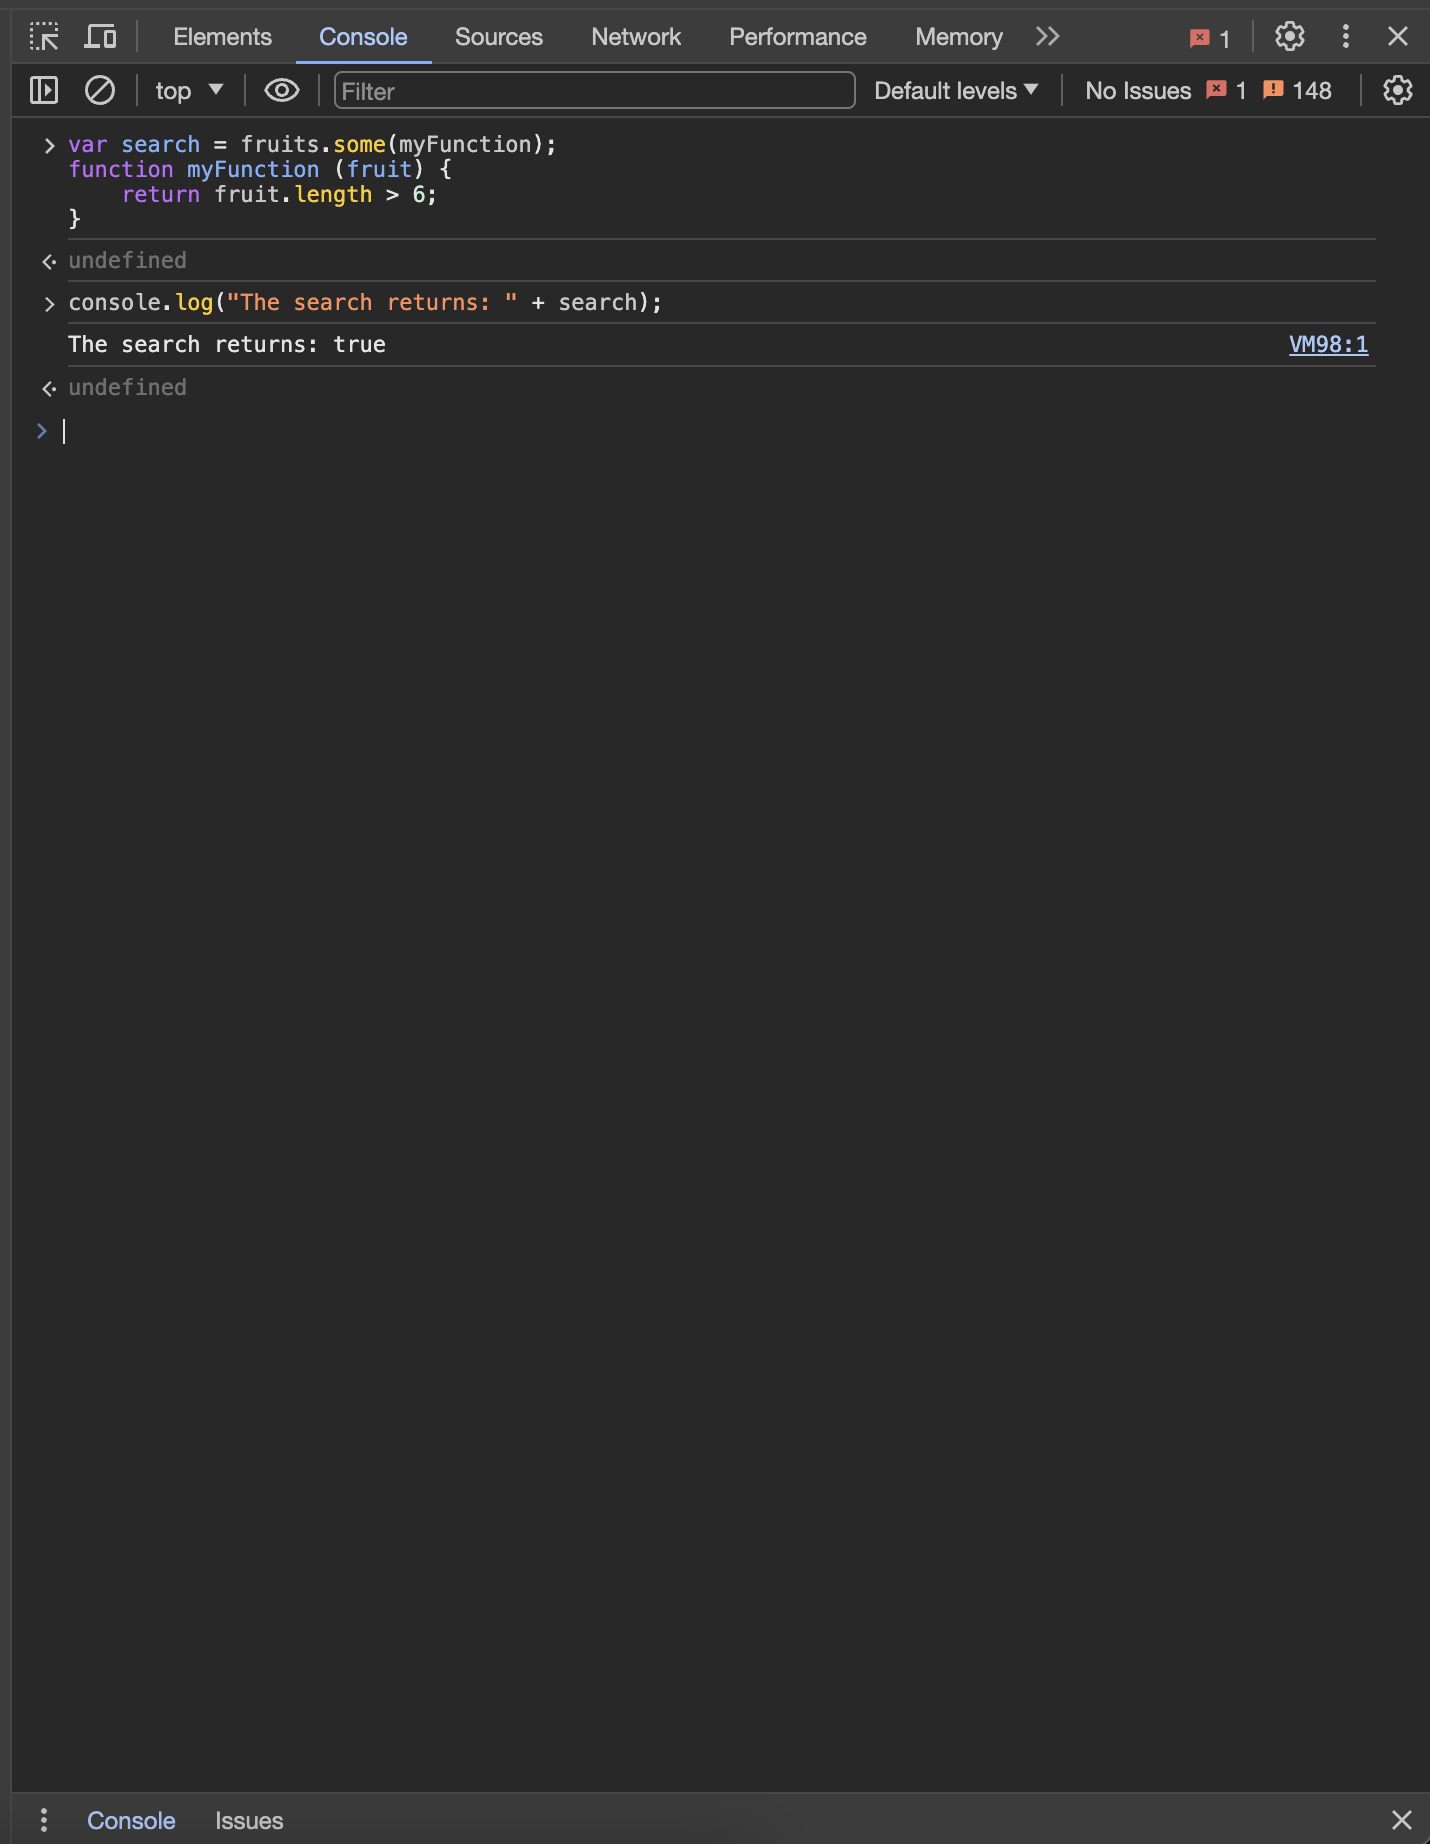 Elements Console Sources Network Performance Memory 1
top Filter Default levels No Issues 1 148
var search = fruits.some(myFunction);
function myFunction (fruit) {
    return fruit.length > 6;
}
undefined
console.log("The search returns: " + search);
The search returns: true VM98:1
undefined
Console Issues